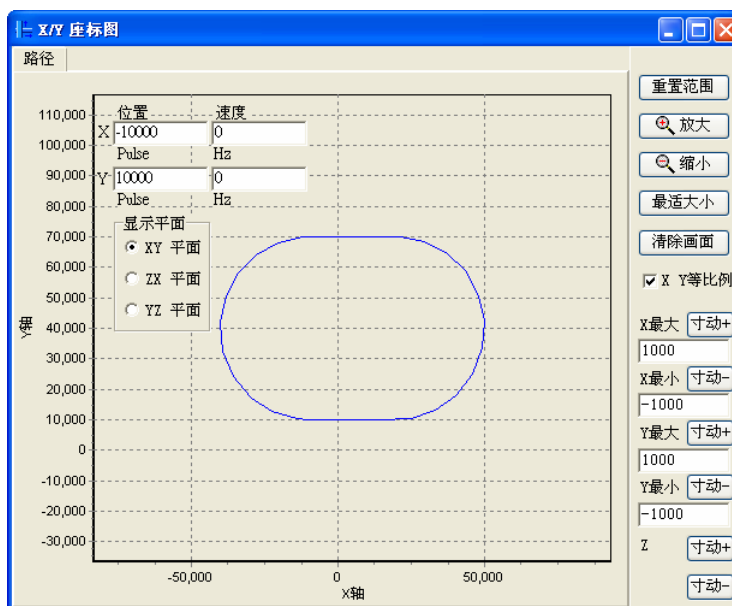 X/Y 座标图
路径
位置 速度
X -10000 0
Pulse Hz
Y 10000 0
Pulse Hz
显示平面
XY 平面
ZX 平面
YZ 平面
110,000
100,000
90,000
80,000
70,000
60,000
50,000
40,000
30,000
20,000
10,000
0
-10,000
-20,000
-30,000
Y轴
-50,000 0 50,000
X轴
重置范围
放大
缩小
最适大小
清除画面
X Y等比例
X最大 寸动+
1000
X最小 寸动-
-1000
Y最大 寸动+
1000
Y最小 寸动-
-1000
Z 寸动+
寸动-